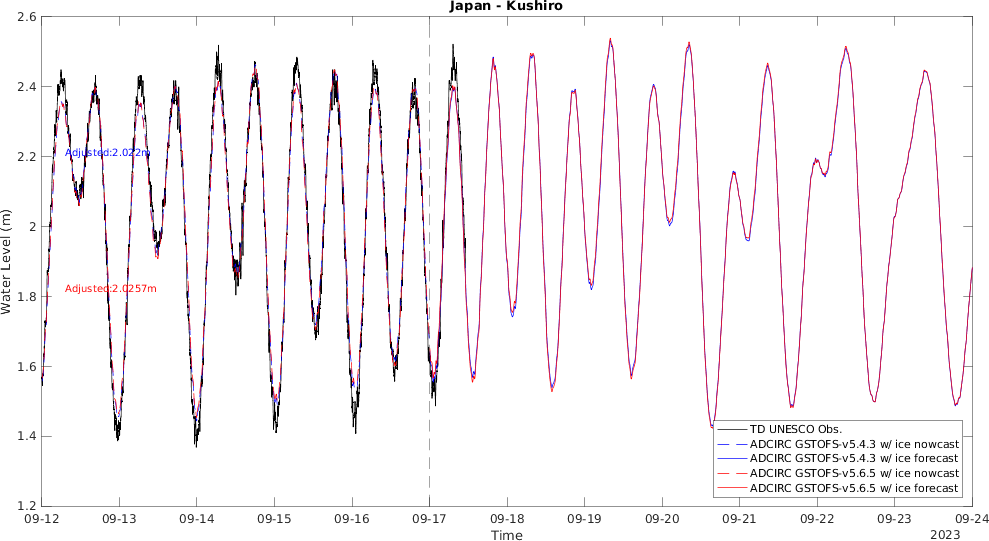 Japan - Kushiro
2.6
2.4
2.2
2
1.8
1.6
1.4
1.2
Water Level (m)
Adjusted:2.022m
Adjusted:2.0257m
TD UNESCO Obs.
ADCIRC GSTOFS-v5.4.3 w/ ice nowcast
ADCIRC GSTOFS-v5.4.3 w/ ice forecast
ADCIRC GSTOFS-v5.6.5 w/ ice nowcast
ADCIRC GSTOFS-v5.6.5 w/ ice forecast
09-12 09-13 09-14 09-15 09-16 09-17 09-18 09-19 09-20 09-21 09-22 09-23 09-24
Time
2023